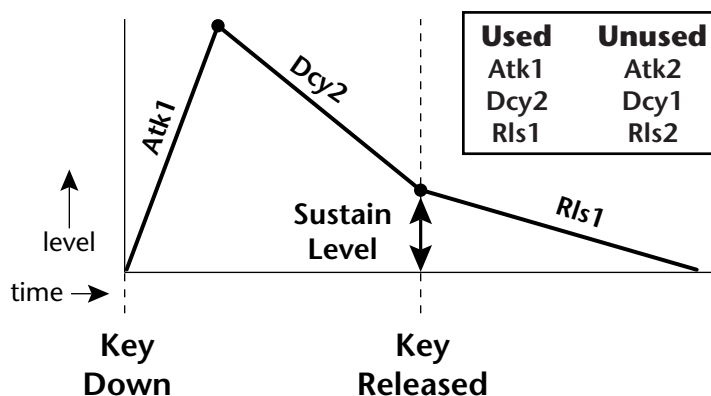 Used Unused
Atk1 Atk2
Dcy2 Dcy1
Rls1 Rls2
Atk1
Dcy2
Rls1
Sustain
Level
level
time
Key
Down
Key
Released